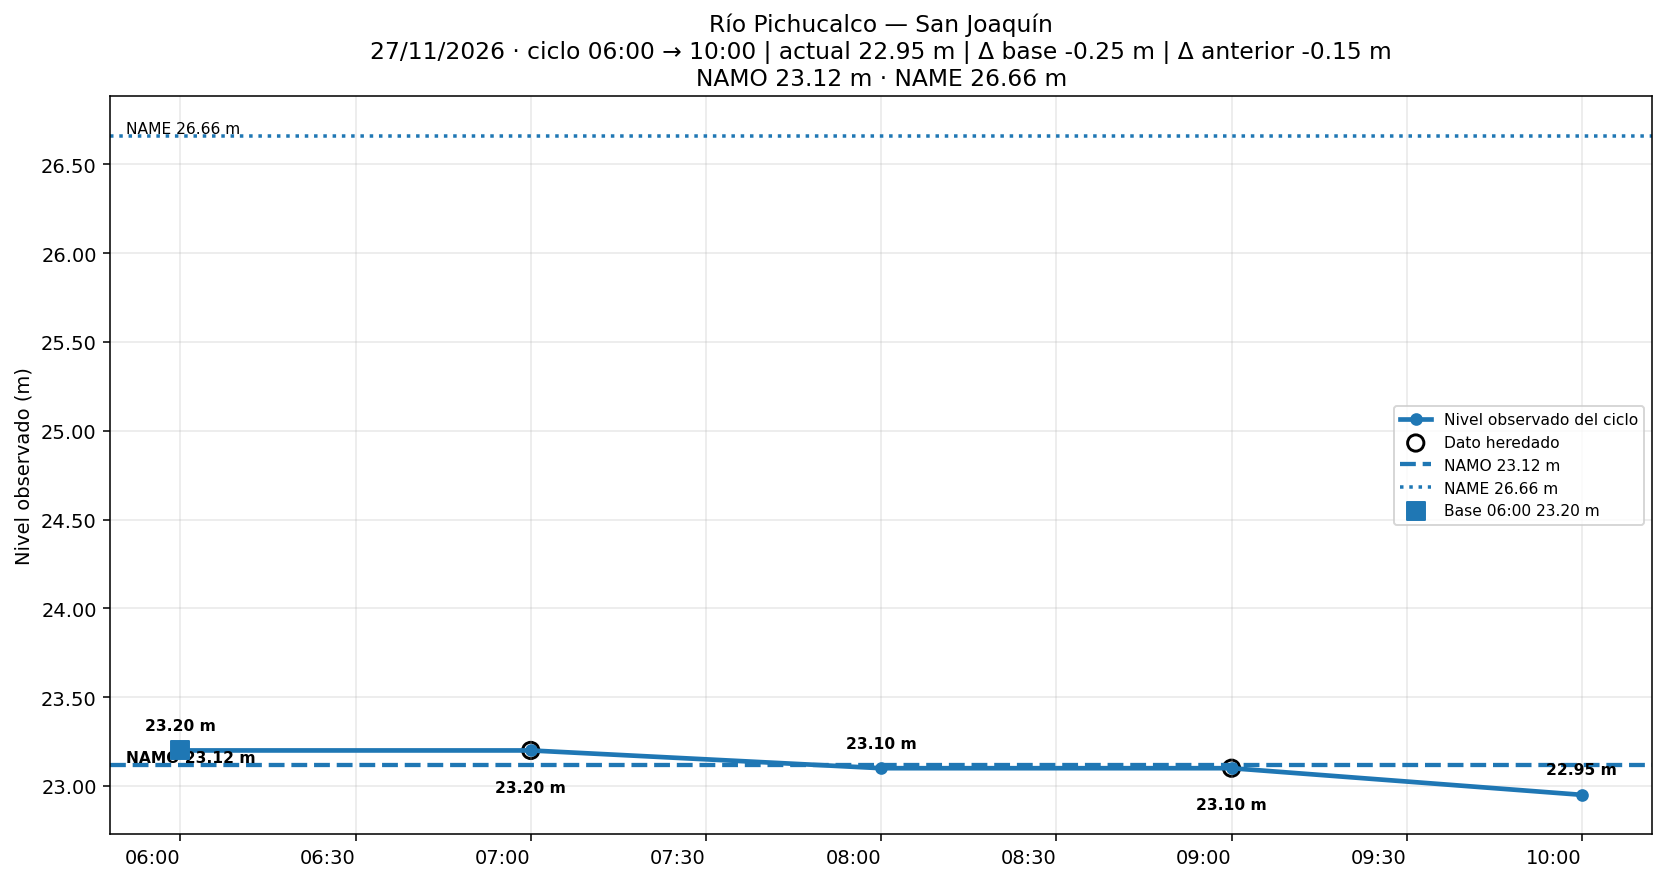 Río Pichucalco — San Joaquín
27/11/2026 · ciclo 06:00 → 10:00 | actual 22.95 m | Δ base -0.25 m | Δ anterior -0.15 m
NAMO 23.12 m · NAME 26.66 m
NAME 26.66 m
26.50
26.00
25.50
25.00
24.50
24.00
23.50
23.00
Nivel observado (m)
Nivel observado del ciclo
Dato heredado
NAMO 23.12 m
NAME 26.66 m
Base 06:00 23.20 m
23.20 m
NAMO 23.12 m
23.20 m
23.10 m
23.10 m
22.95 m
06:00
06:30
07:00
07:30
08:00
08:30
09:00
09:30
10:00